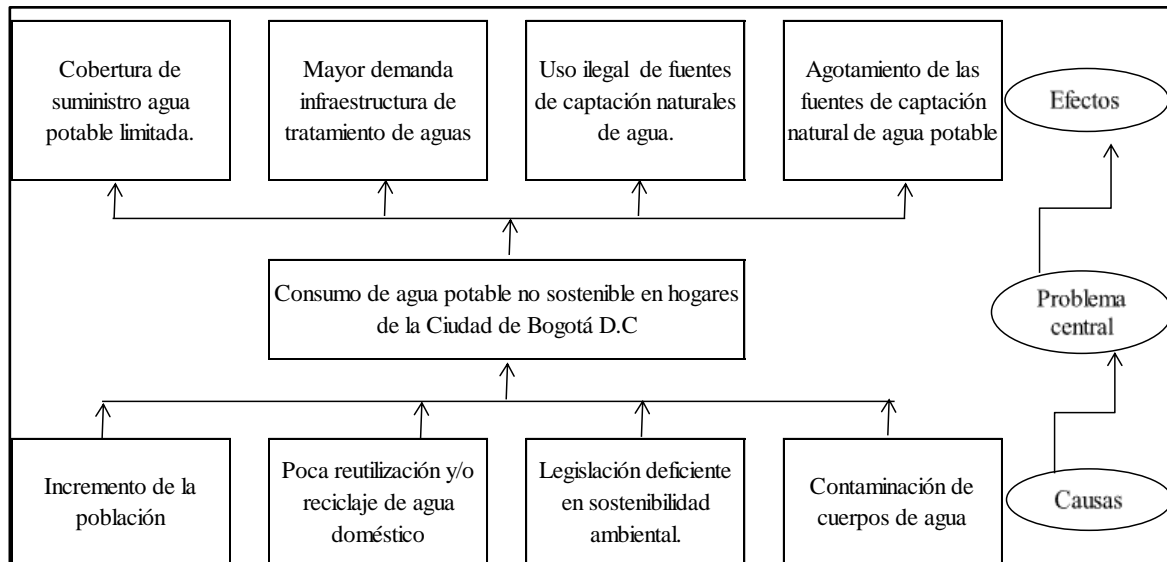 Cobertura de
suministro agua
potable limitada.
Mayor demanda
infraestructura de
tratamiento de aguas
Uso ilegal de fuentes
de captación naturales
de agua.
Agotamiento de las
fuentes de captación
natural de agua potable
Efectos
Consumo de agua potable no sostenible en hogares
de la Ciudad de Bogotá D.C
Problema
central
Incremento de la
población
Poca reutilización y/o
reciclaje de agua
doméstico
Legislación deficiente
en sostenibilidad
ambiental.
Contaminación de
cuerpos de agua
Causas